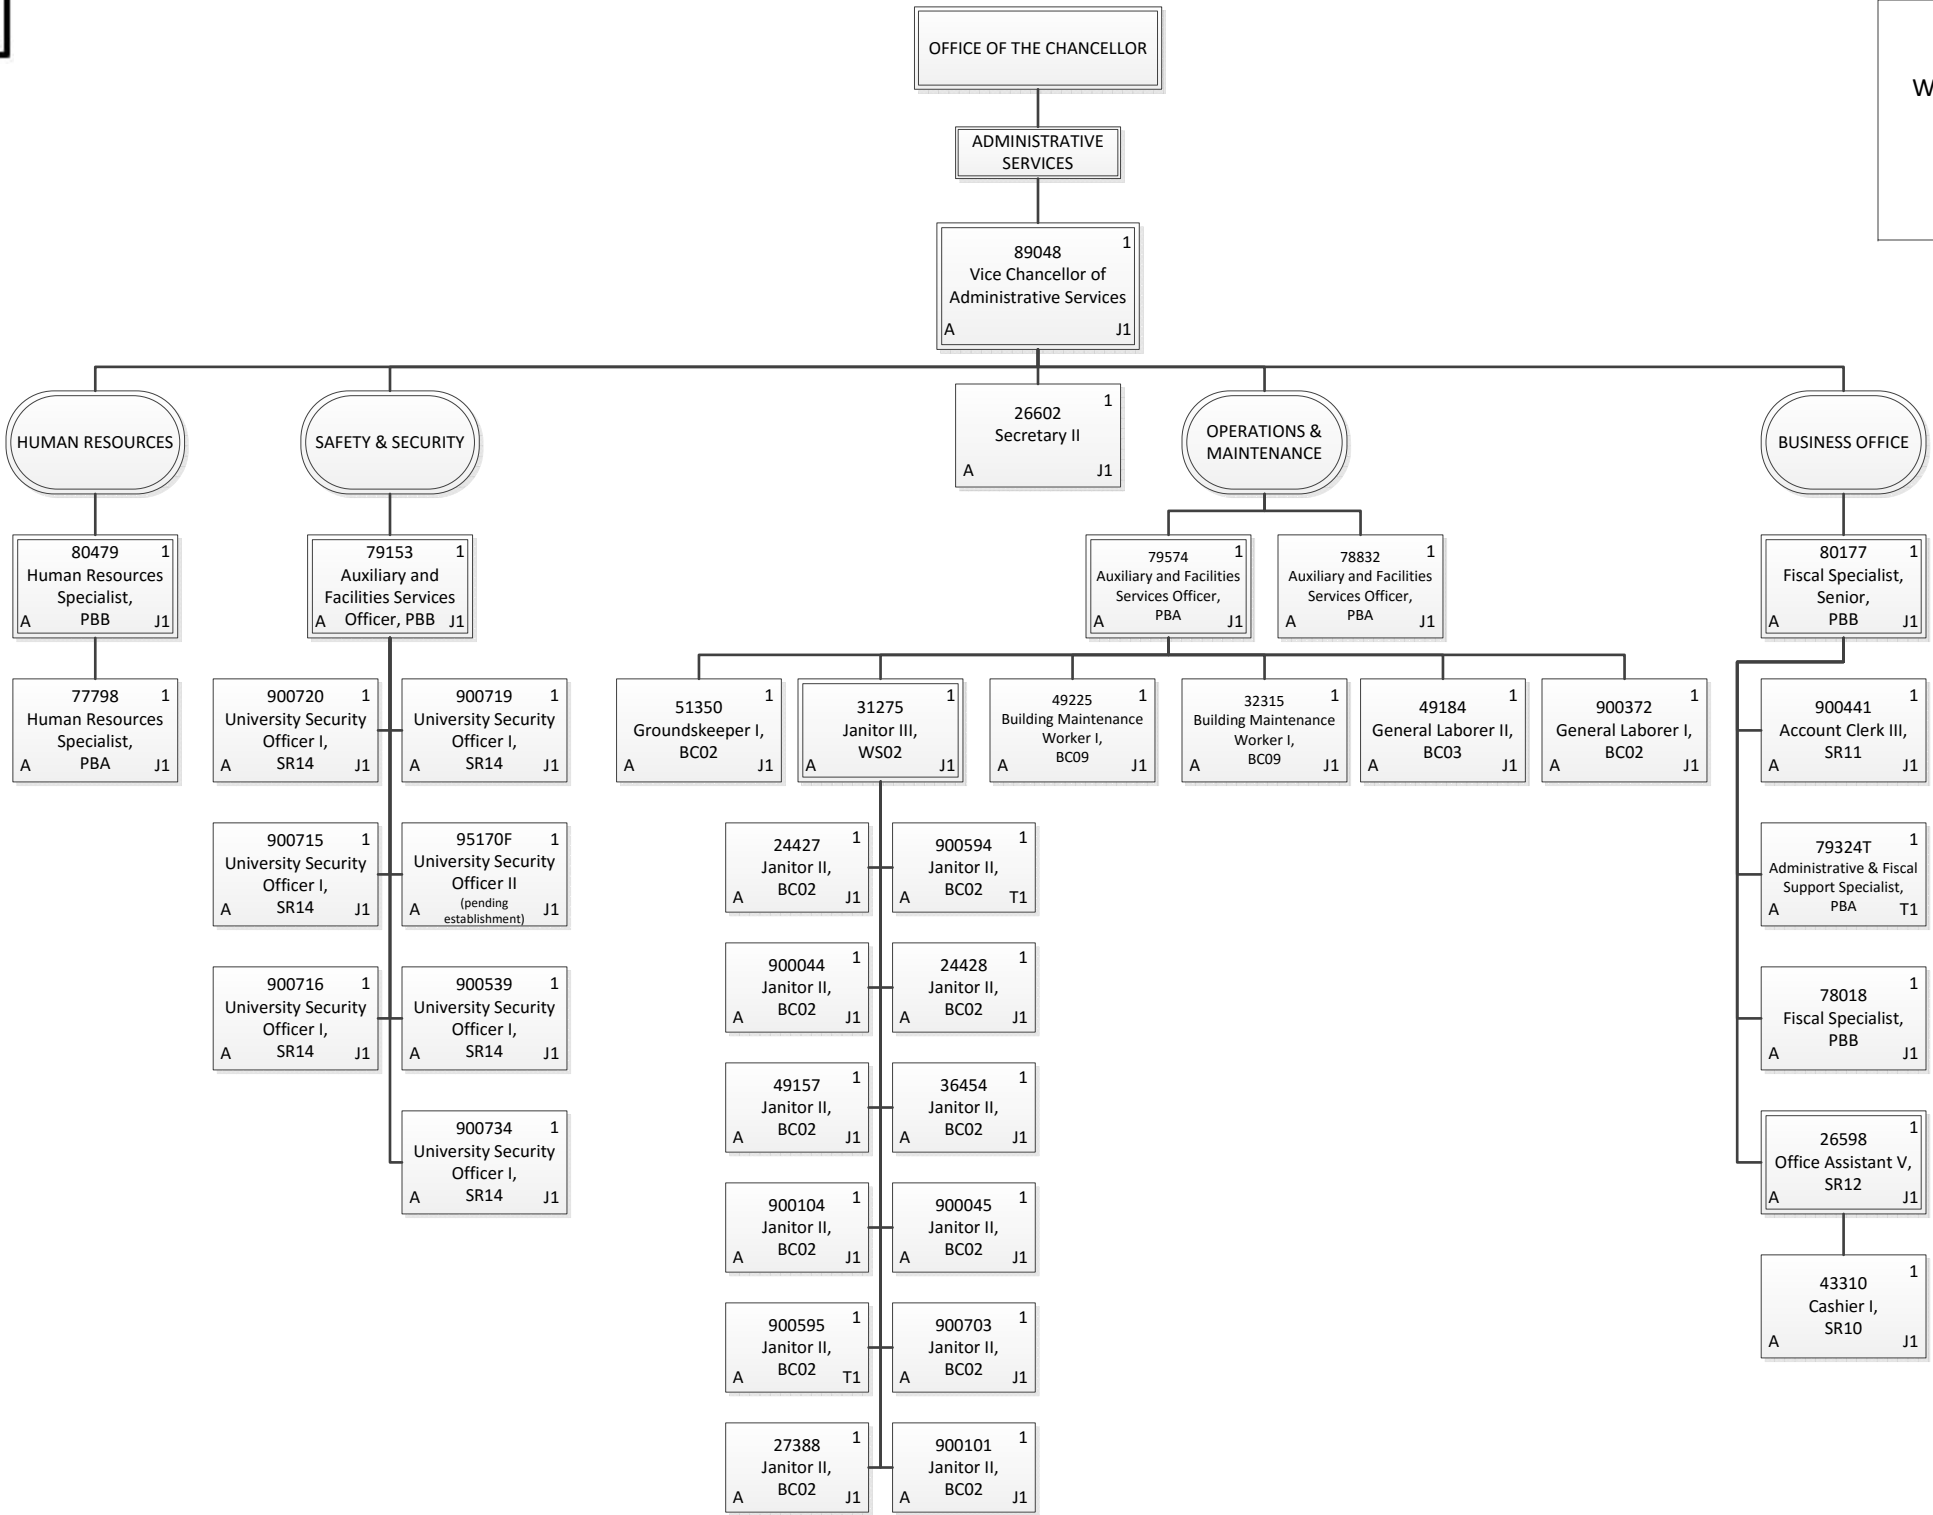 OFFICE OF THE CHANCELLOR
W
ADMINISTRATIVE
SERVICES
1
89048
Vice Chancellor of
Administrative Services
A J1
HUMAN RESOURCES
SAFETY & SECURITY
1
26602
Secretary II
A J1
OPERATIONS &
MAINTENANCE
BUSINESS OFFICE
80479 1
Human Resources
Specialist,
A PBB J1
79153 1
Auxiliary and
Facilities Services
A Officer, PBB J1
79574 1
Auxiliary and Facilities
Services Officer,
A PBA J1
78832 1
Auxiliary and Facilities
Services Officer,
A PBA J1
80177 1
Fiscal Specialist,
Senior,
A PBB J1
77798 1
Human Resources
Specialist,
A PBA J1
900720 1
University Security
Officer I,
A SR14 J1
900719 1
University Security
Officer I,
A SR14 J1
51350 1
Groundskeeper I,
BC02
A J1
31275 1
Janitor III,
WS02
A J1
49225 1
Building Maintenance
Worker I,
BC09
A J1
32315 1
Building Maintenance
Worker I,
BC09
A J1
49184 1
General Laborer II,
BC03
A J1
900372 1
General Laborer I,
BC02
A J1
900441 1
Account Clerk III,
SR11
A J1
900715 1
University Security
Officer I,
A SR14 J1
95170F 1
University Security
Officer II
(pending
A establishment) J1
24427 1
Janitor II,
BC02
A J1
900594 1
Janitor II,
BC02
A T1
79324T 1
Administrative & Fiscal
Support Specialist,
A PBA T1
900044 1
Janitor II,
BC02
A J1
24428 1
Janitor II,
BC02
A J1
900716 1
University Security
Officer I,
A SR14 J1
900539 1
University Security
Officer I,
A SR14 J1
78018 1
Fiscal Specialist,
PBB
A J1
49157 1
Janitor II,
BC02
A J1
36454 1
Janitor II,
BC02
A J1
900734 1
University Security
Officer I,
A SR14 J1
26598 1
Office Assistant V,
SR12
A J1
900104 1
Janitor II,
BC02
A J1
900045 1
Janitor II,
BC02
A J1
43310 1
Cashier I,
SR10
A J1
900595 1
Janitor II,
BC02
A T1
900703 1
Janitor II,
BC02
A J1
27388 1
Janitor II,
BC02
A J1
900101 1
Janitor II,
BC02
A J1